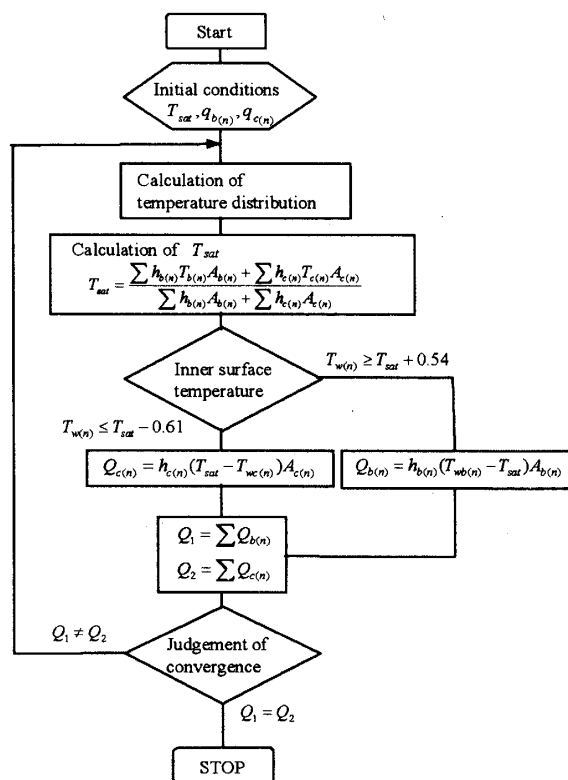 Start
Initial conditions
T_sat, q_b(n), q_c(n)
Calculation of
temperature distribution
Calculation of T_sat
T_sat = (∑ h_b(n) T_b(n) A_b(n) + ∑ h_c(n) T_c(n) A_c(n)) / (∑ h_b(n) A_b(n) + ∑ h_c(n) A_c(n))
Inner surface
temperature
T_w(n) ≥ T_sat + 0.54
T_w(n) ≤ T_sat − 0.61
Q_c(n) = h_c(n) (T_sat − T_wc(n)) A_c(n)
Q_b(n) = h_b(n) (T_wb(n) − T_sat) A_b(n)
Q_1 = ∑ Q_b(n)
Q_2 = ∑ Q_c(n)
Q_1 ≠ Q_2
Judgement of
convergence
Q_1 = Q_2
STOP